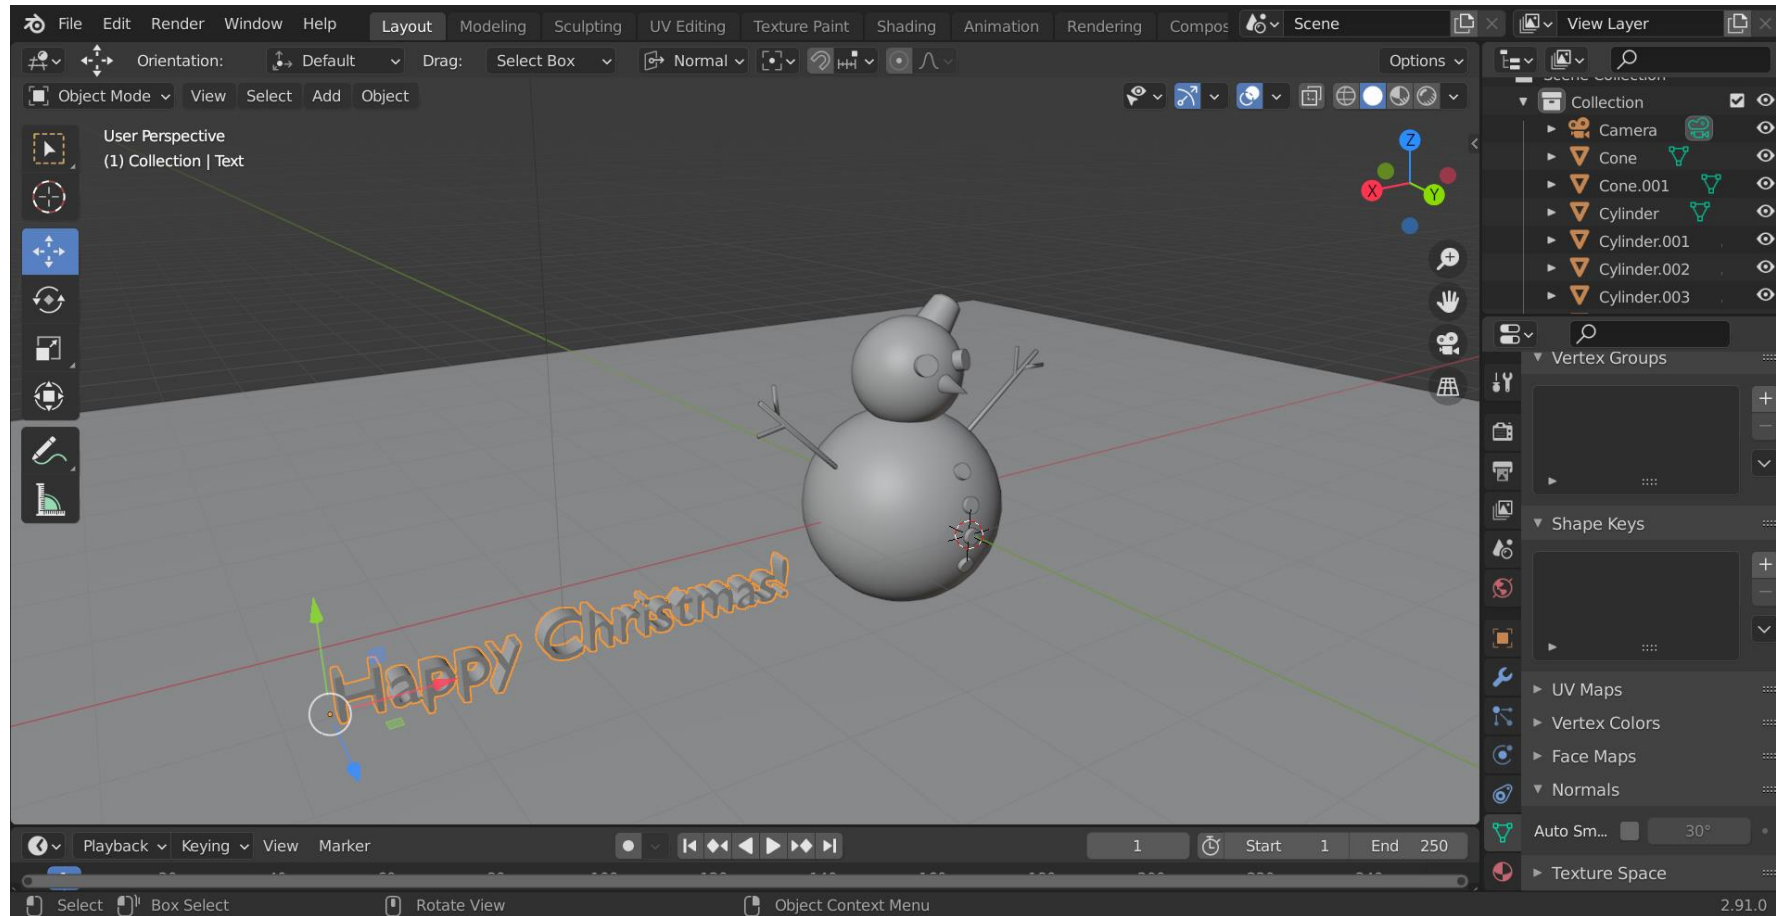 File Edit Render Window Help Layout Modeling Sculpting UV Editing Texture Paint Shading Animation Rendering Compos Scene View Layer
Orientation: Default Drag: Select Box Normal Options
Object Mode View Select Add Object
User Perspective
(1) Collection | Text
Z
X
Y
Happy Christmas!
Scene Collection
Collection
Camera
Cone
Cone.001
Cylinder
Cylinder.001
Cylinder.002
Cylinder.003
Vertex Groups
Shape Keys
UV Maps
Vertex Colors
Face Maps
Normals
Auto Sm... 30°
Texture Space
Playback Keying View Marker 1 Start 1 End 250
Select Box Select Rotate View Object Context Menu 2.91.0